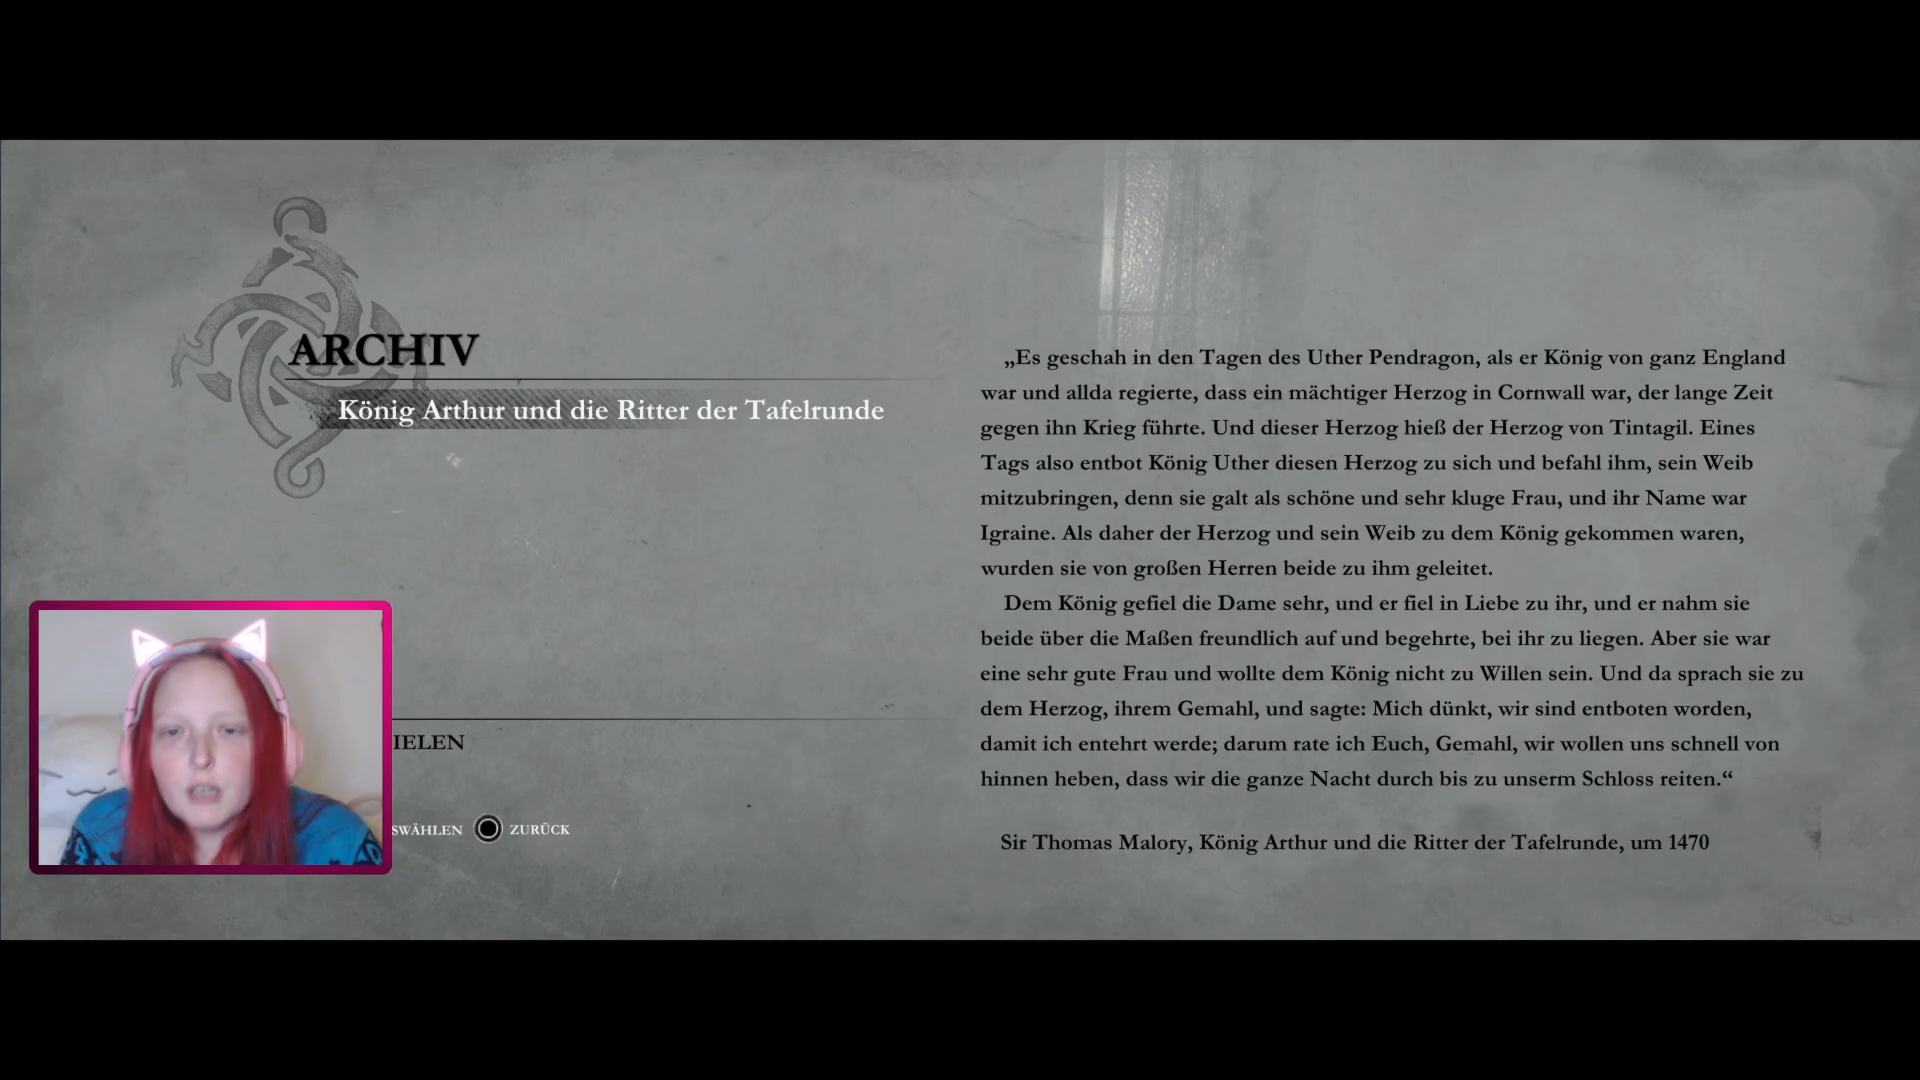 ARCHIV
König Arthur und die Ritter der Tafelrunde
„Es geschah in den Tagen des Uther Pendragon, als er König von ganz England
war und allda regierte, dass ein mächtiger Herzog in Cornwall war, der lange Zeit
gegen ihn Krieg führte. Und dieser Herzog hieß der Herzog von Tintagil. Eines
Tags also entbot König Uther diesen Herzog zu sich und befahl ihm, sein Weib
mitzubringen, denn sie galt als schöne und sehr kluge Frau, und ihr Name war
Igraine. Als daher der Herzog und sein Weib zu dem König gekommen waren,
wurden sie von großen Herren beide zu ihm geleitet.
Dem König gefiel die Dame sehr, und er fiel in Liebe zu ihr, und er nahm sie
beide über die Maßen freundlich auf und begehrte, bei ihr zu liegen. Aber sie war
eine sehr gute Frau und wollte dem König nicht zu Willen sein. Und da sprach sie zu
dem Herzog, ihrem Gemahl, und sagte: Mich dünkt, wir sind entboten worden,
damit ich entehrt werde; darum rate ich Euch, Gemahl, wir wollen uns schnell von
hinnen heben, dass wir die ganze Nacht durch bis zu unserm Schloss reiten.“
Sir Thomas Malory, König Arthur und die Ritter der Tafelrunde, um 1470
IELEN
SWÄHLEN ZURÜCK